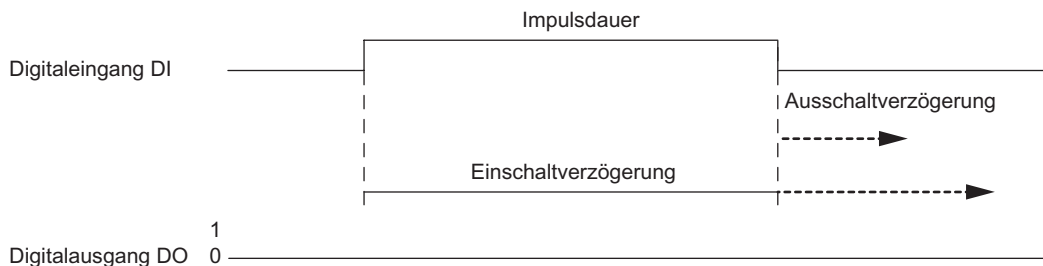 Impulsdauer
Digitaleingang DI
Ausschaltverzögerung
Einschaltverzögerung
1
Digitalausgang DO 0